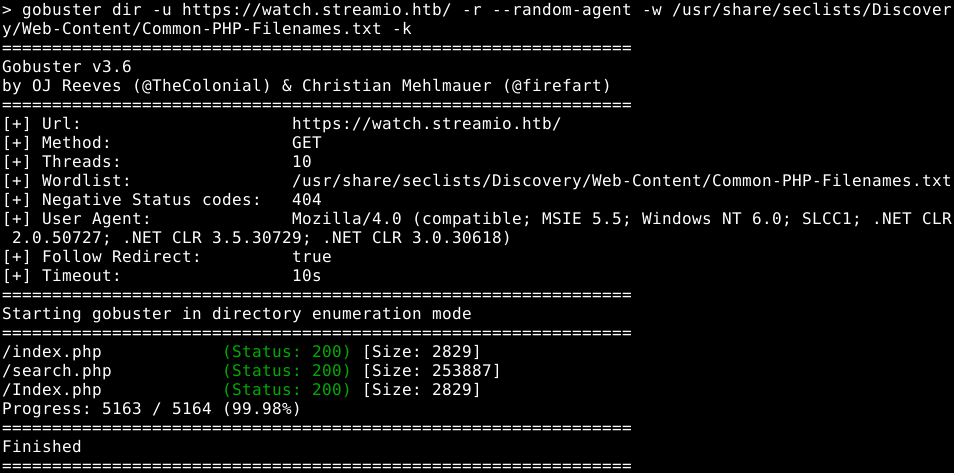 > gobuster dir -u https://watch.streamio.htb/ -r --random-agent -w /usr/share/seclists/Discover
y/Web-Content/Common-PHP-Filenames.txt -k
===============================================================
Gobuster v3.6
by OJ Reeves (@TheColonial) & Christian Mehlmauer (@firefart)
===============================================================
[+] Url:                     https://watch.streamio.htb/
[+] Method:                  GET
[+] Threads:                 10
[+] Wordlist:                /usr/share/seclists/Discovery/Web-Content/Common-PHP-Filenames.txt
[+] Negative Status codes:   404
[+] User Agent:              Mozilla/4.0 (compatible; MSIE 5.5; Windows NT 6.0; SLCC1; .NET CLR
 2.0.50727; .NET CLR 3.5.30729; .NET CLR 3.0.30618)
[+] Follow Redirect:         true
[+] Timeout:                 10s
===============================================================
Starting gobuster in directory enumeration mode
===============================================================
/index.php            (Status: 200) [Size: 2829]
/search.php           (Status: 200) [Size: 253887]
/Index.php            (Status: 200) [Size: 2829]
Progress: 5163 / 5164 (99.98%)
===============================================================
Finished
===============================================================